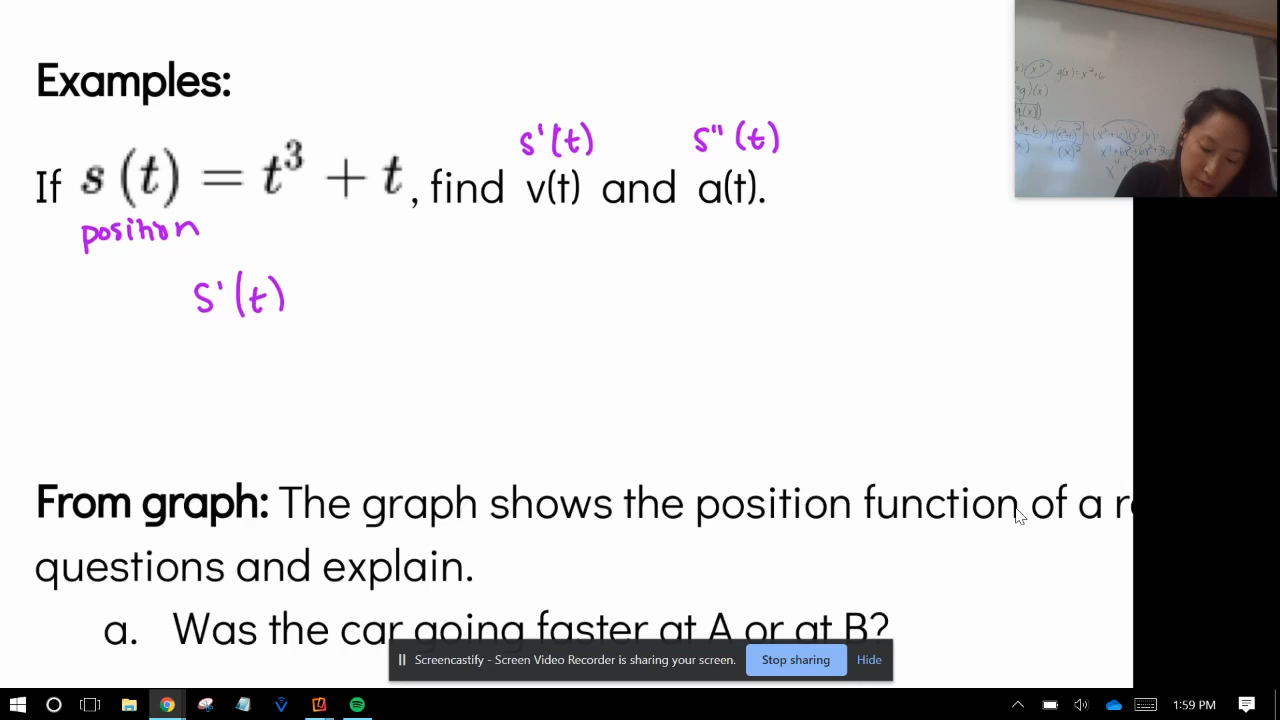 Examples:
s'(t) s"(t)
If s(t) = t³ + t, find v(t) and a(t).
position
s'(t)
From graph: The graph shows the position function of a
questions and explain.
a. Was the car going faster at A or at B?
Screencastify - Screen Video Recorder is sharing your screen. Stop sharing Hide
1:59 PM